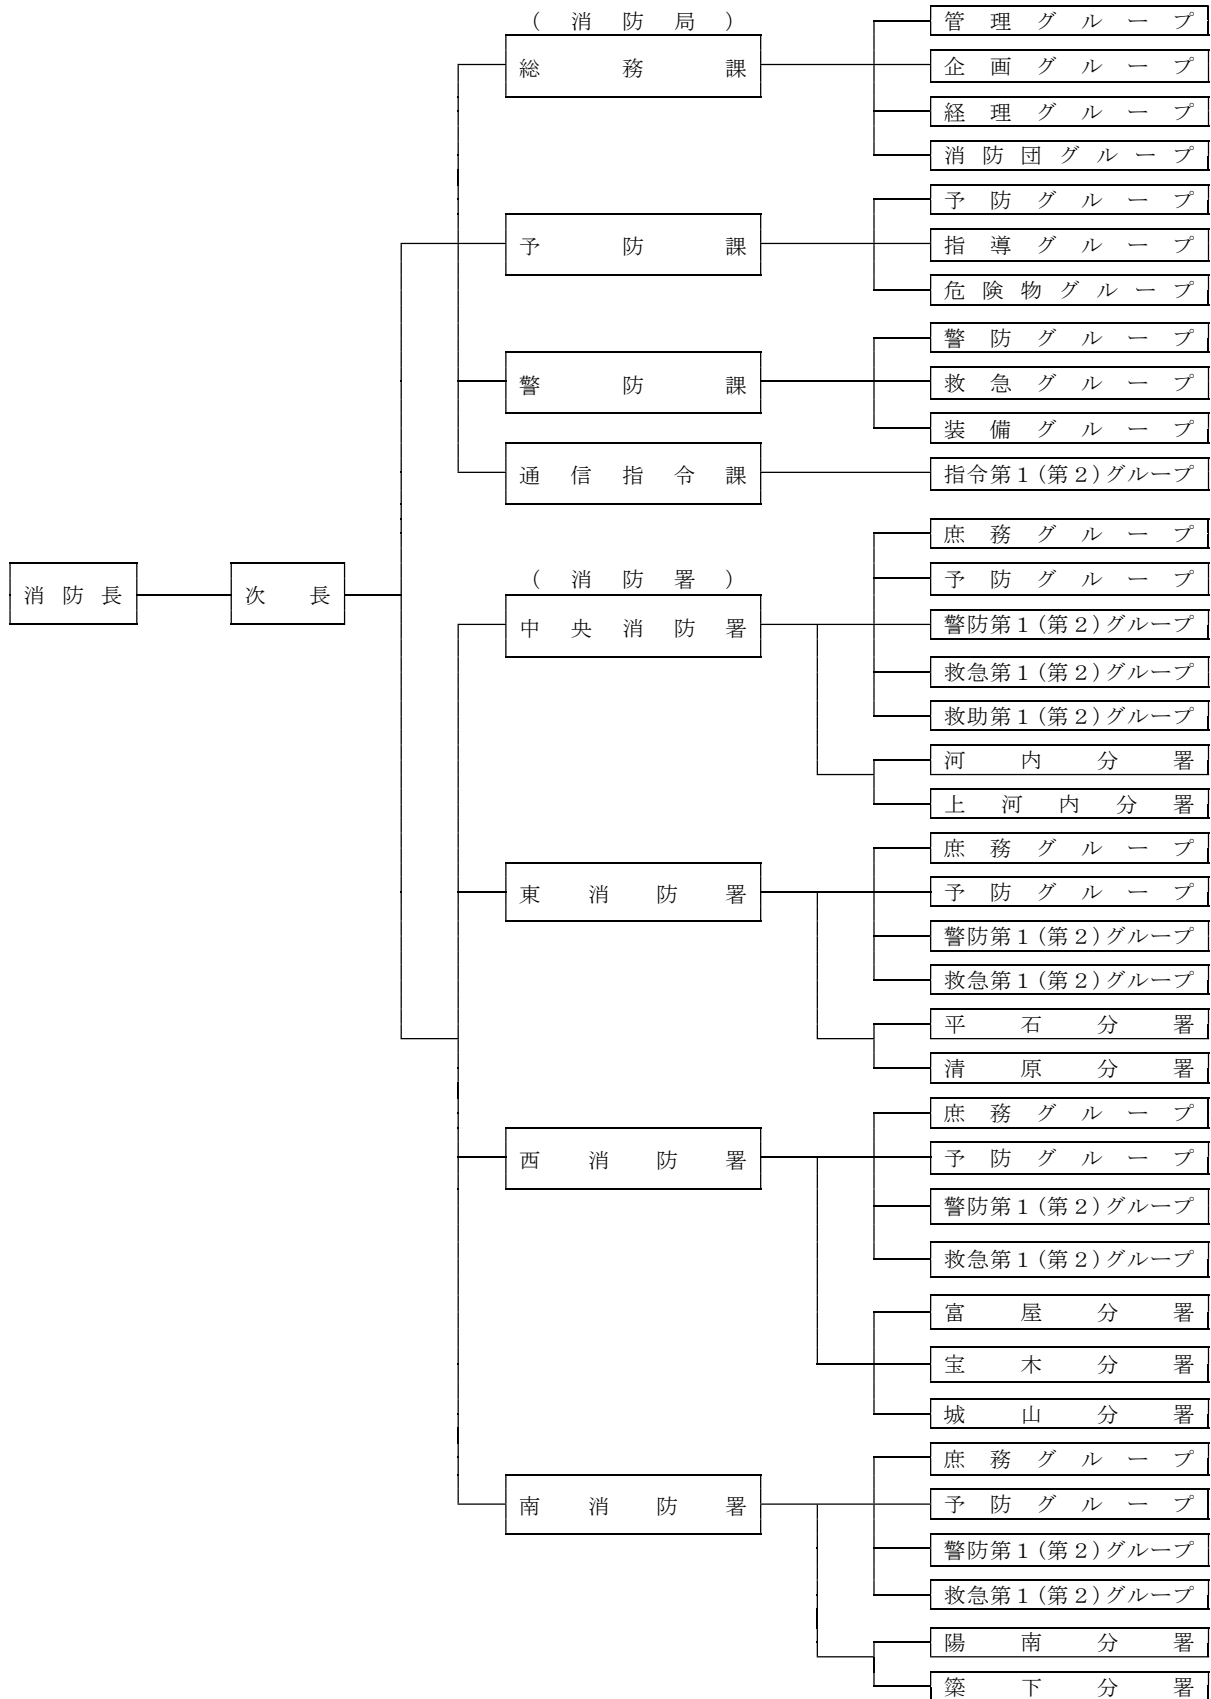 (消防局)
総務課
管理グループ
企画グループ
経理グループ
消防団グループ
予防課
予防グループ
指導グループ
危険物グループ
警防課
警防グループ
救急グループ
装備グループ
通信指令課
指令第1(第2)グループ
消防長
次長
(消防署)
中央消防署
庶務グループ
予防グループ
警防第1(第2)グループ
救急第1(第2)グループ
救助第1(第2)グループ
河内分署
上河内分署
東消防署
庶務グループ
予防グループ
警防第1(第2)グループ
救急第1(第2)グループ
平石分署
清原分署
西消防署
庶務グループ
予防グループ
警防第1(第2)グループ
救急第1(第2)グループ
富屋分署
宝木分署
城山分署
南消防署
庶務グループ
予防グループ
警防第1(第2)グループ
救急第1(第2)グループ
陽南分署
簗下分署